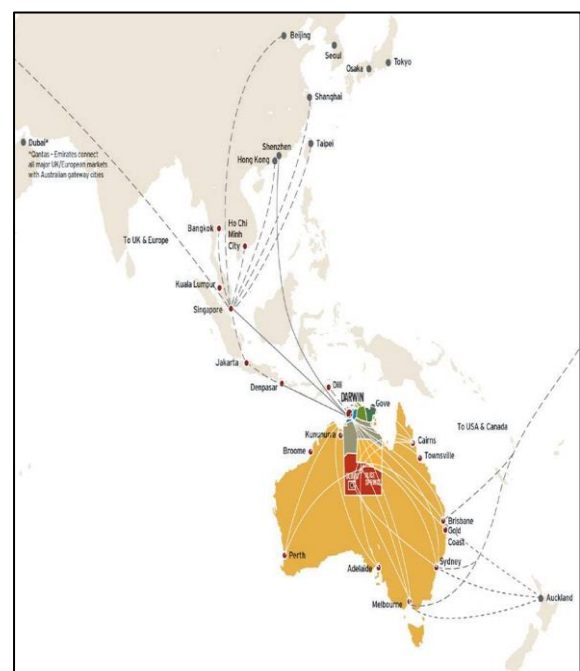 Beijing
Seoul
Osaka
Tokyo
Shanghai
Dubai*
*Qantas - Emirates connect
all major UK/European markets
with Australian gateway cities
Shenzhen
Hong Kong
Taipei
Bangkok
Ho Chi
Minh
City
To UK & Europe
Kuala Lumpur
Singapore
Jakarta
Denpasar
Dili
DARWIN
Gove
To USA & Canada
Kununurra
Cairns
Broome
Townsville
ALICE
SPRINGS
Brisbane
Gold
Coast
Perth
Adelaide
Sydney
Melbourne
Auckland